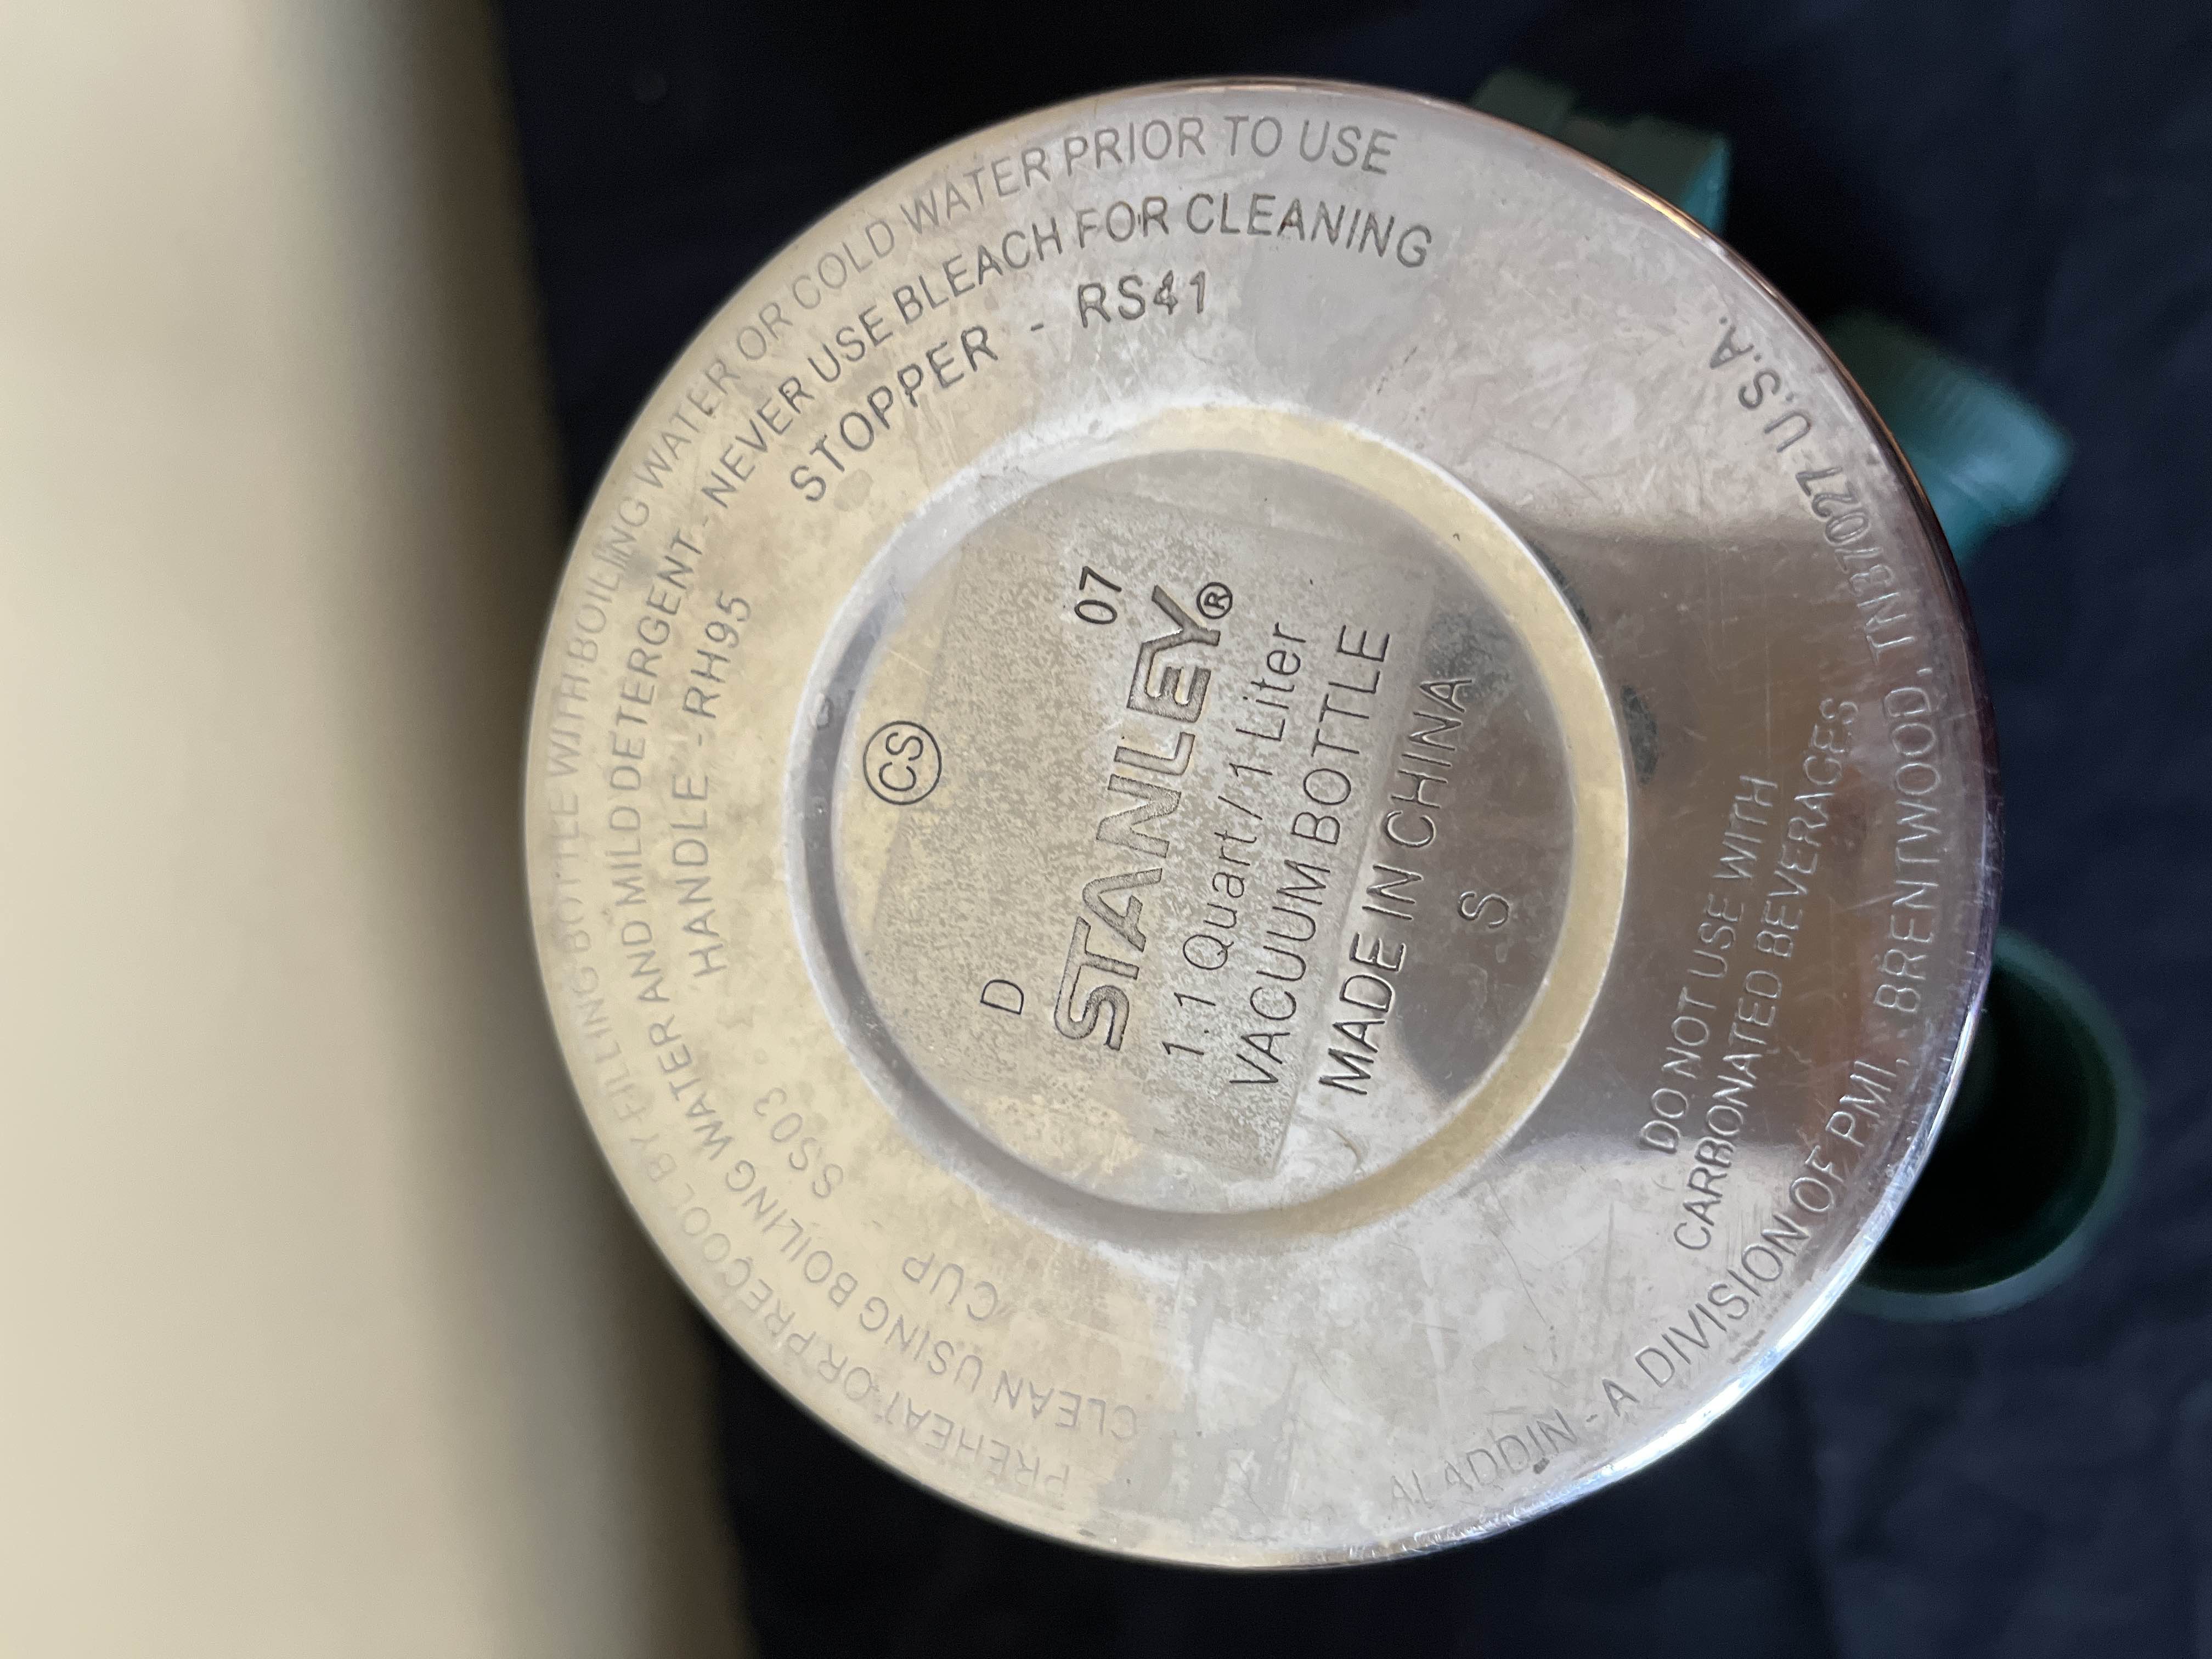 PREHEAT OR PRECOOL BY FILLING BOTTLE WITH BOILING WATER OR COLD WATER PRIOR TO USE
CLEAN USING BOILING WATER AND MILD DETERGENT - NEVER USE BLEACH FOR CLEANING
CUP SS03 HANDLE - RH95 STOPPER - RS41
CS
D 07
STANLEY®
1.1 Quart / 1 Liter
VACUUM BOTTLE
MADE IN CHINA
S
DO NOT USE WITH
CARBONATED BEVERAGES
ALADDIN - A DIVISION OF PMI, BRENTWOOD, TN37027 U.S.A.